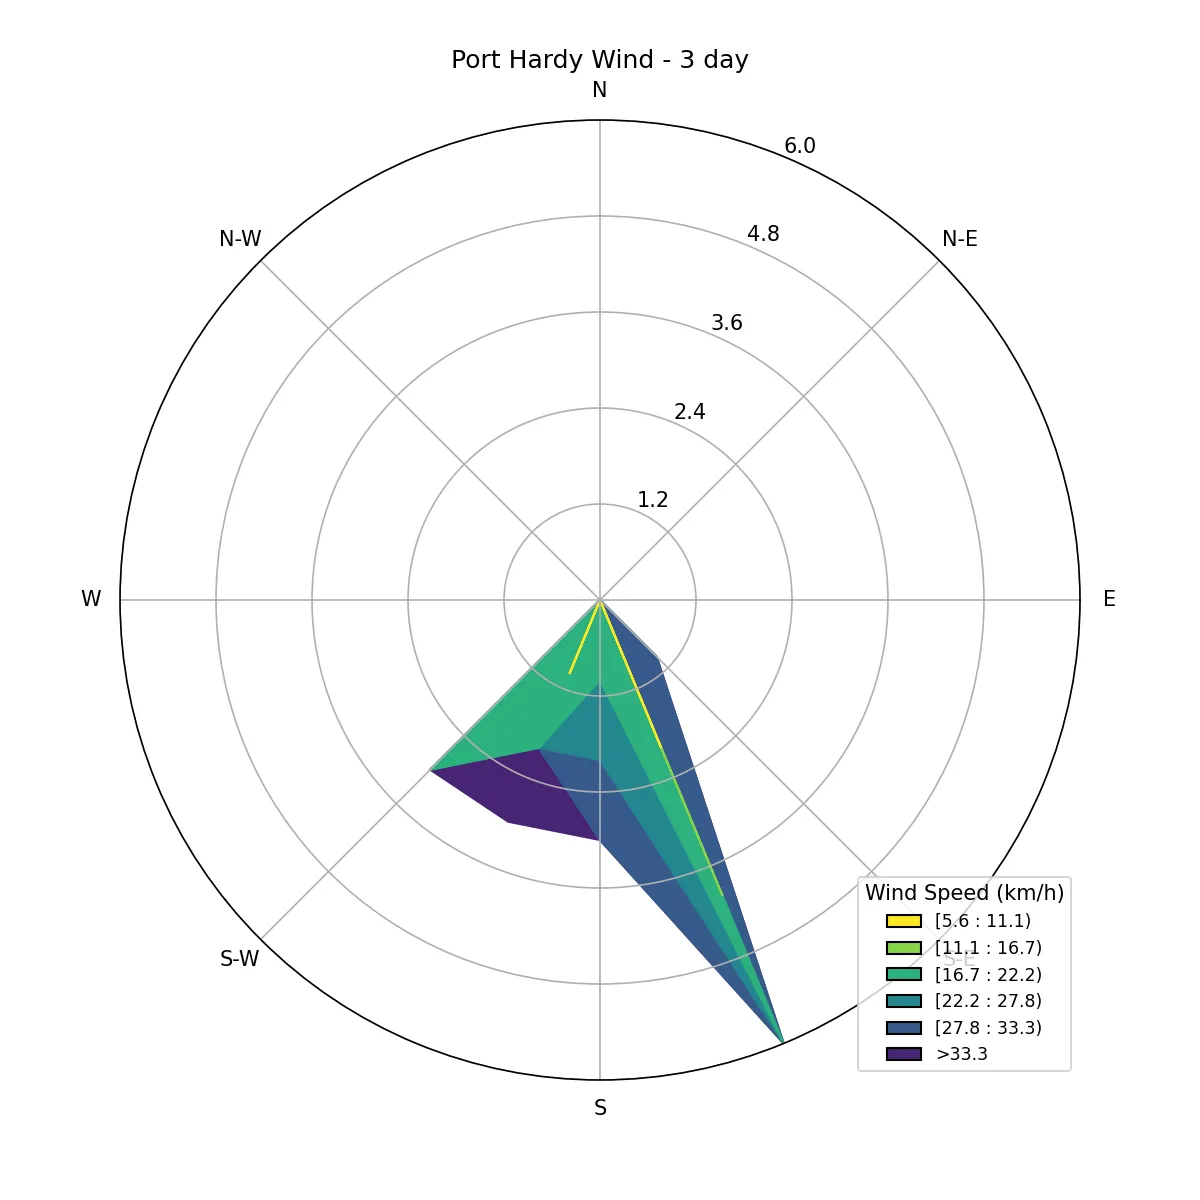 Port Hardy Wind - 3 day
N
6.0
N-W
4.8
N-E
3.6
2.4
1.2
W
E
Wind Speed (km/h)
[5.6 : 11.1)
[11.1 : 16.7)
S-W
S-E
[16.7 : 22.2)
[22.2 : 27.8)
[27.8 : 33.3)
>33.3
S